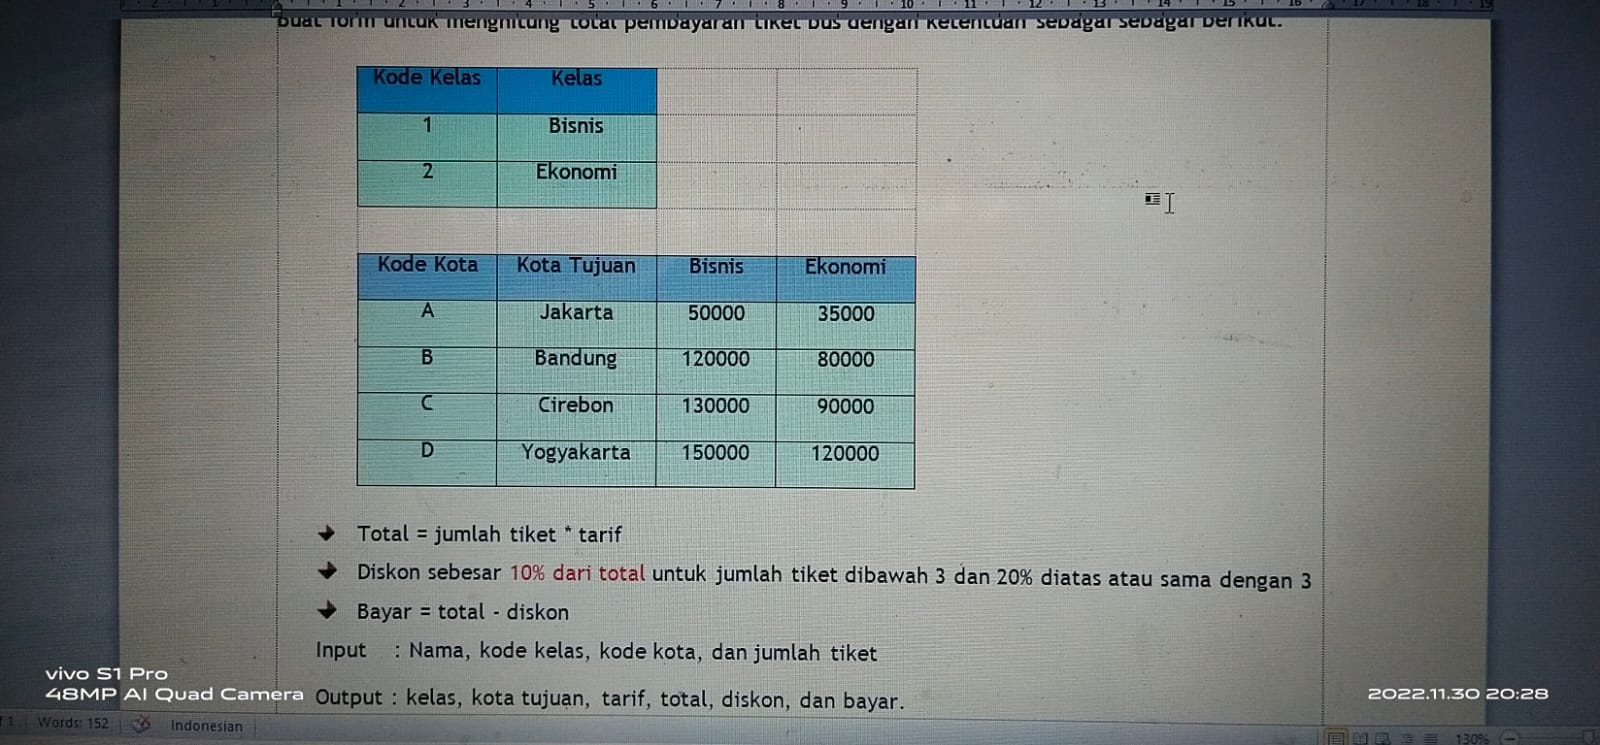 Buat form untuk menghitung total pembayaran tiket bus dengan ketentuan sebagai sebagai berikut:
Kode Kelas Kelas
1 Bisnis
2 Ekonomi
Kode Kota Kota Tujuan Bisnis Ekonomi
A Jakarta 50000 35000
B Bandung 120000 80000
C Cirebon 130000 90000
D Yogyakarta 150000 120000
Total = jumlah tiket * tarif
Diskon sebesar 10% dari total untuk jumlah tiket dibawah 3 dan 20% diatas atau sama dengan 3
Bayar = total - diskon
Input : Nama, kode kelas, kode kota, dan jumlah tiket
Output : kelas, kota tujuan, tarif, total, diskon, dan bayar.
vivo S1 Pro
48MP AI Quad Camera
2022.11.30 20:28
Words: 152 Indonesian 130%